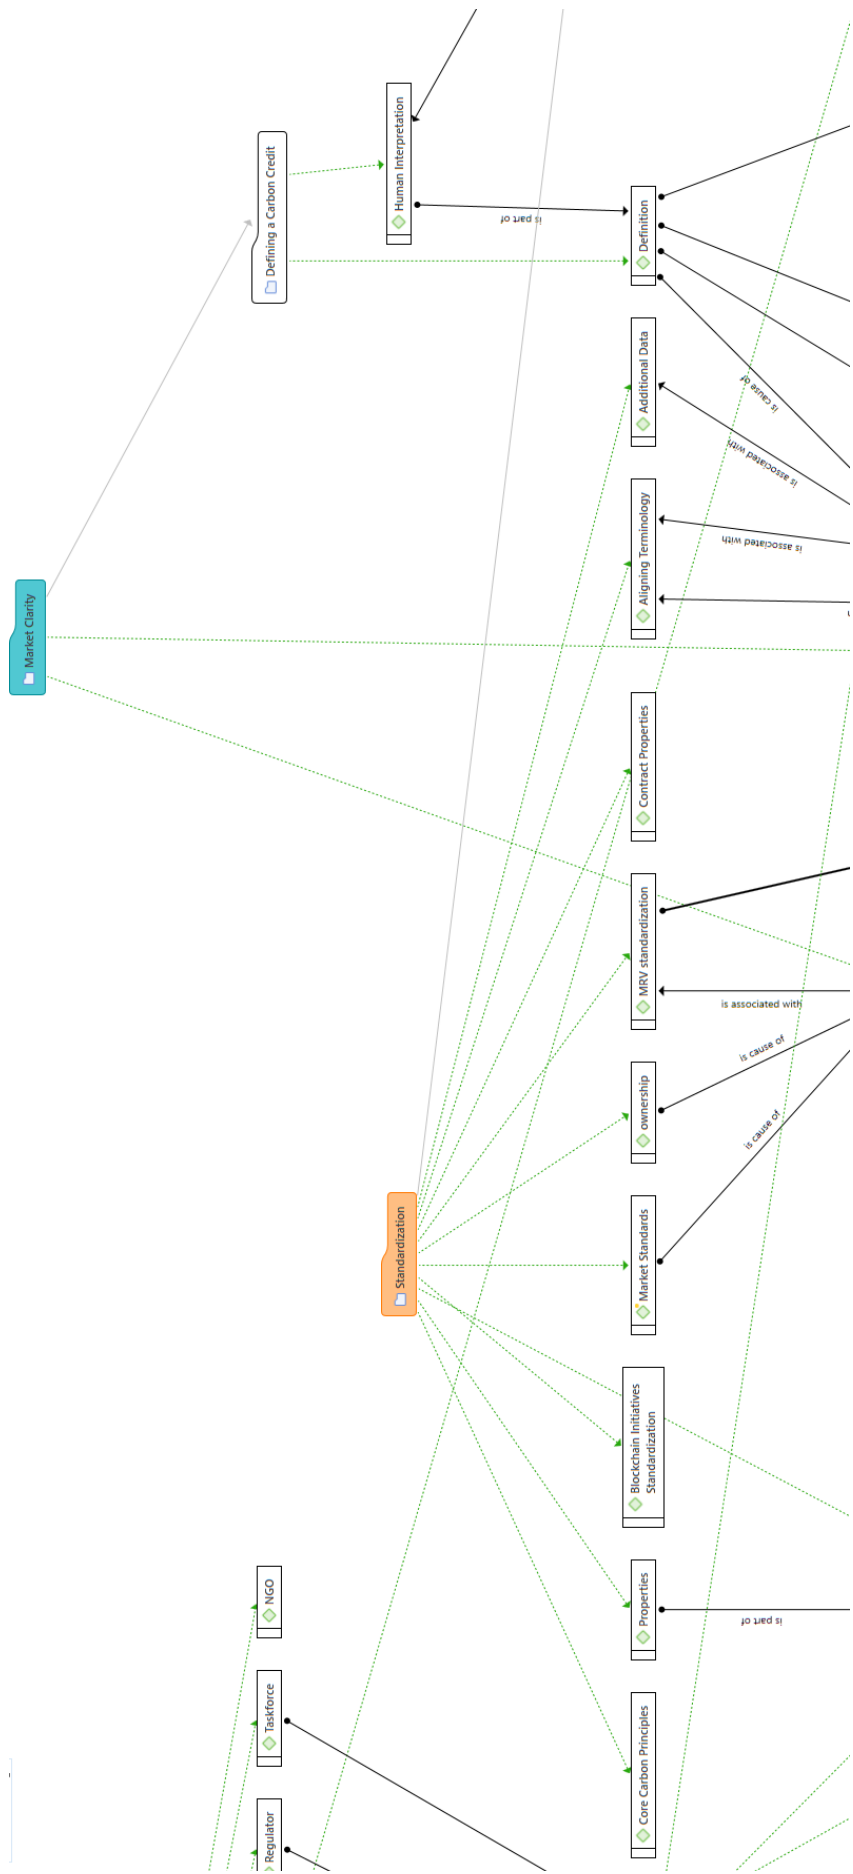 Human Interpretation
Defining a Carbon Credit
is part of
Definition
Additional Data
is cause of
is associated with
Aligning Terminology
is associated with
Market Clarity
Contract Properties
MRV standardization
is associated with
is cause of
ownership
is cause of
Standardization
Market Standards
Blockchain Initiatives
Standardization
NGO
Properties
is part of
Taskforce
Core Carbon Principles
Regulator